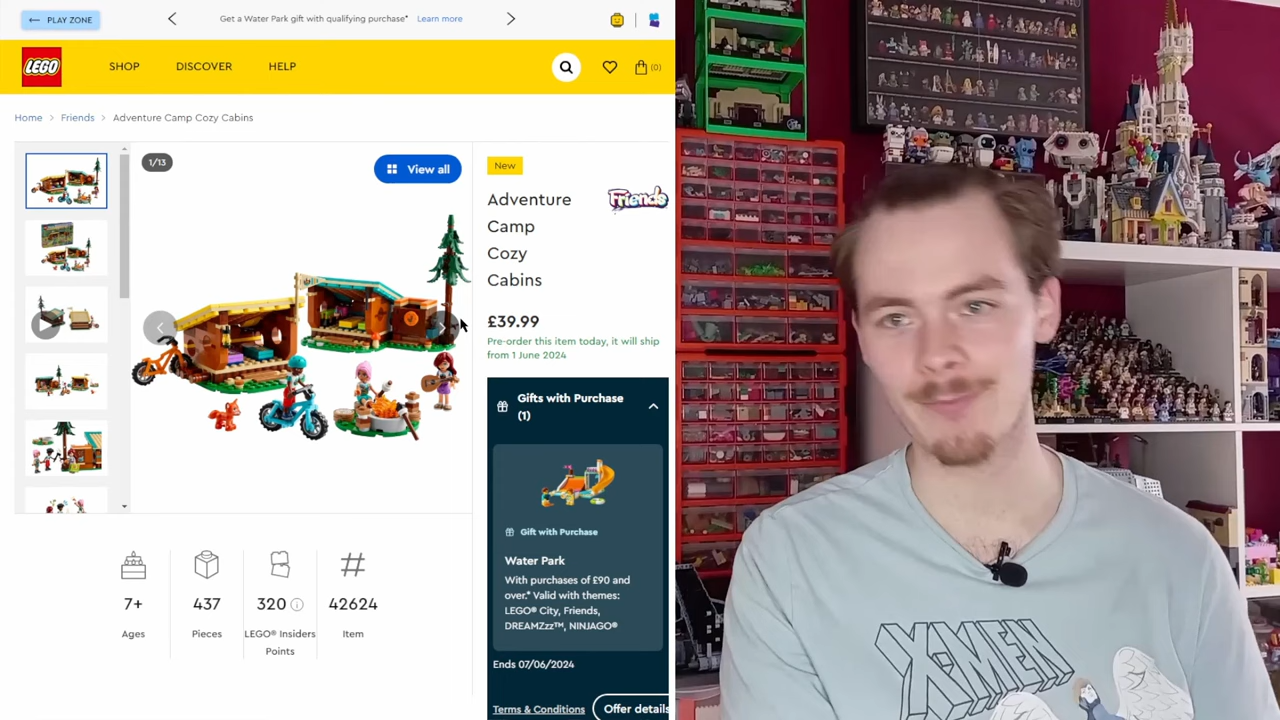 ← PLAY ZONE
Get a Water Park gift with qualifying purchase* Learn more
LEGO
SHOP
DISCOVER
HELP
(0)
Home > Friends > Adventure Camp Cozy Cabins
1/13
View all
New
Adventure
Camp
Cozy
Cabins
Friends
£39.99
Pre-order this item today, it will ship
from 1 June 2024
Gifts with Purchase
(1)
Gift with Purchase
Water Park
With purchases of £90 and
over.* Valid with themes:
LEGO® City, Friends,
DREAMZzz™, NINJAGO®
Ends 07/06/2024
Terms & Conditions
Offer details
7+
Ages
437
Pieces
320
LEGO® Insiders
Points
#
42624
Item
X-MEN